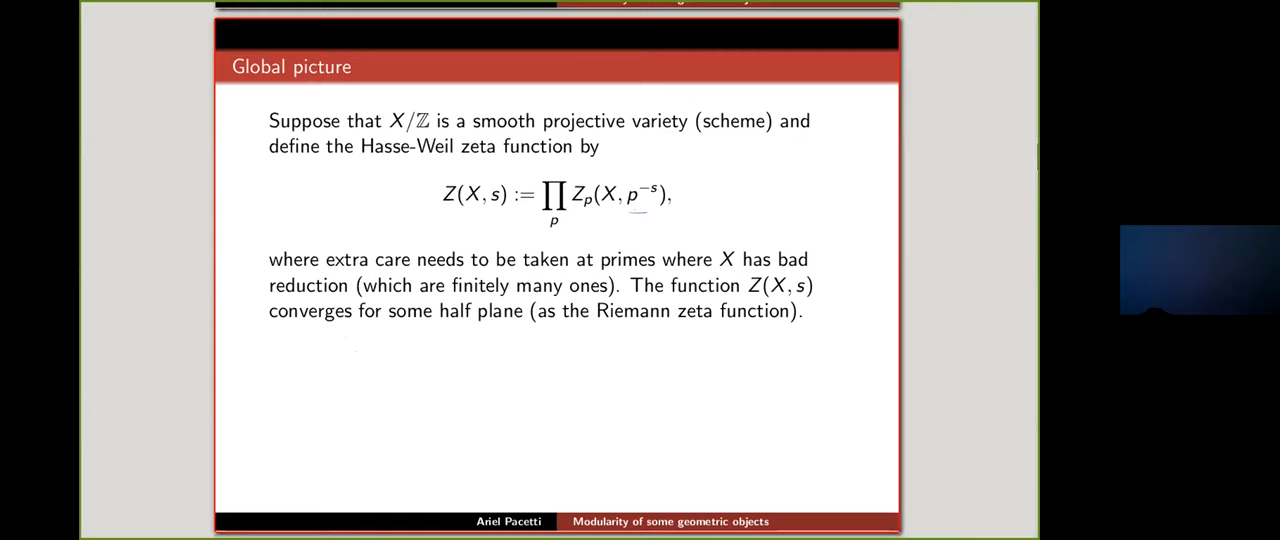 Global picture
Suppose that X/ℤ is a smooth projective variety (scheme) and
define the Hasse-Weil zeta function by
Z(X, s) := ∏_p Z_p(X, p^{-s}),
where extra care needs to be taken at primes where X has bad
reduction (which are finitely many ones). The function Z(X, s)
converges for some half plane (as the Riemann zeta function).
Ariel Pacetti Modularity of some geometric objects